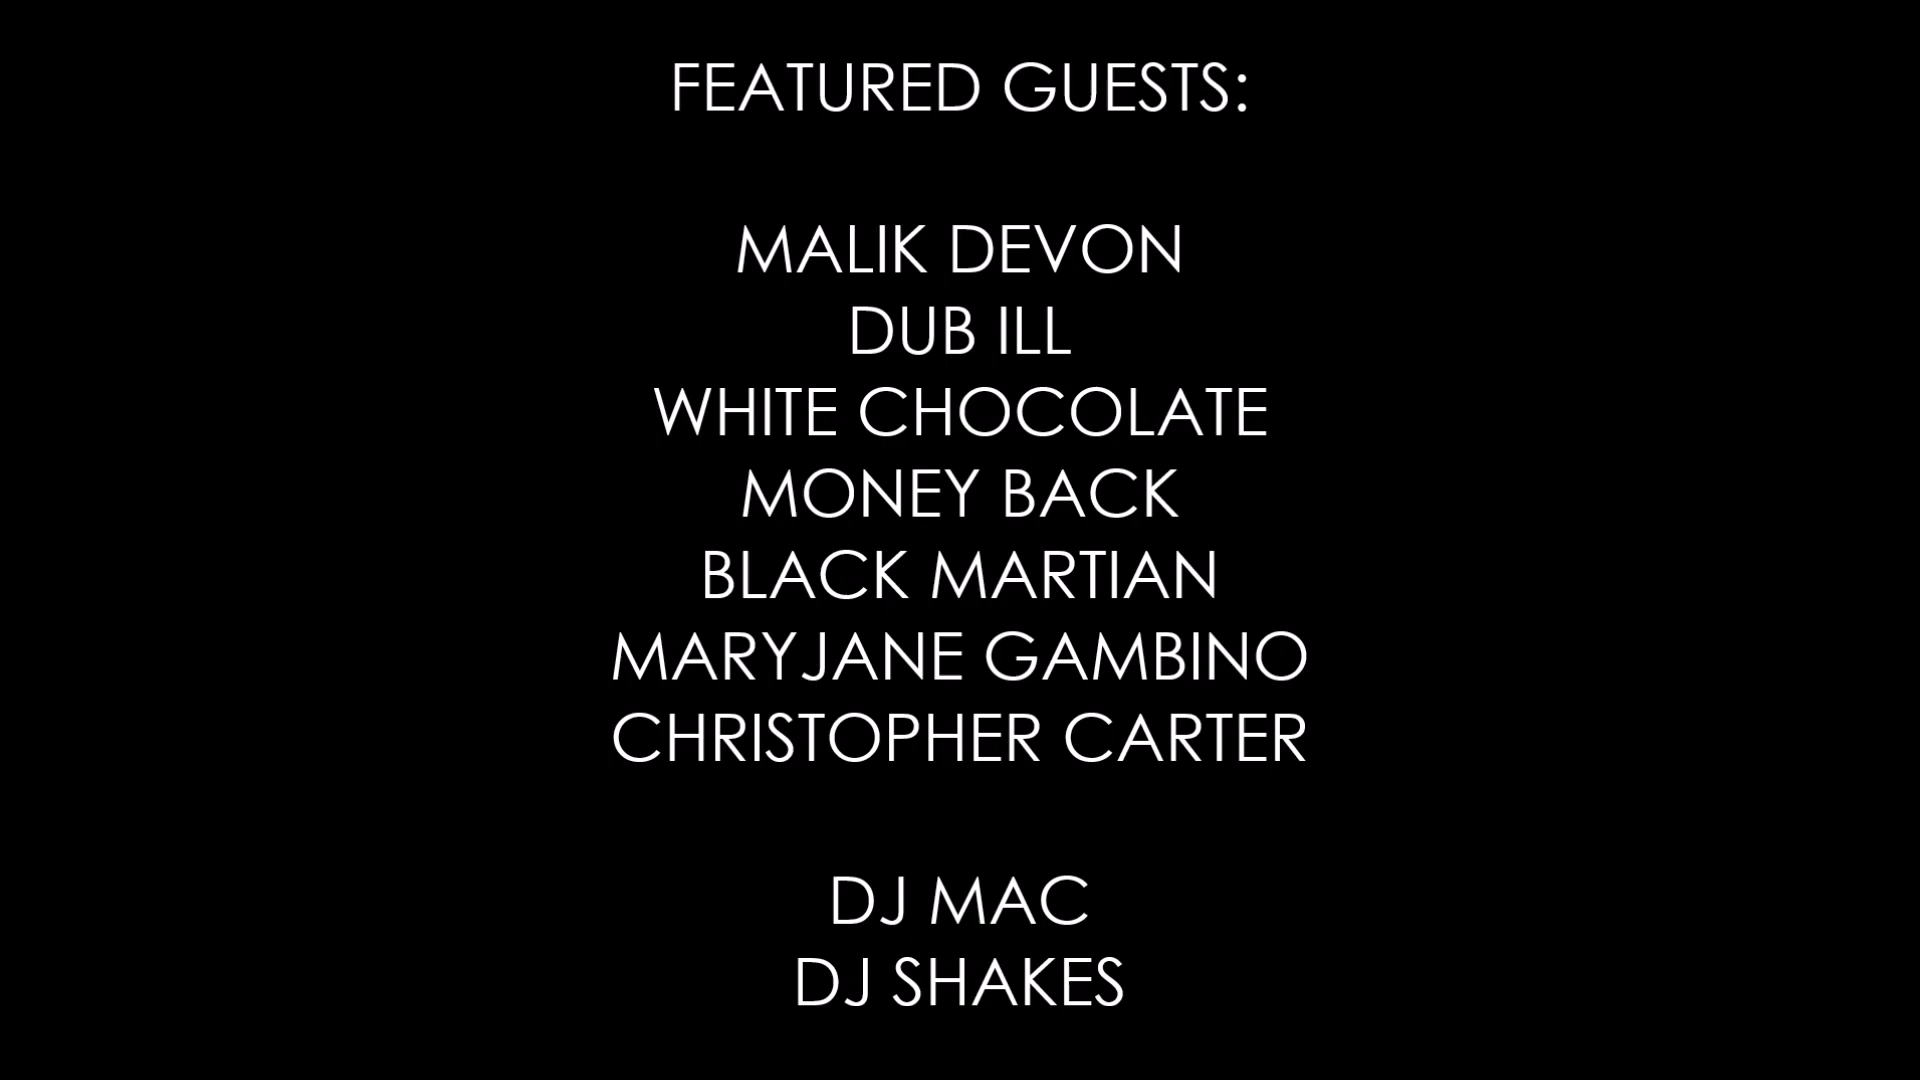 FEATURED GUESTS:
MALIK DEVON
DUB ILL
WHITE CHOCOLATE
MONEY BACK
BLACK MARTIAN
MARYJANE GAMBINO
CHRISTOPHER CARTER
DJ MAC
DJ SHAKES